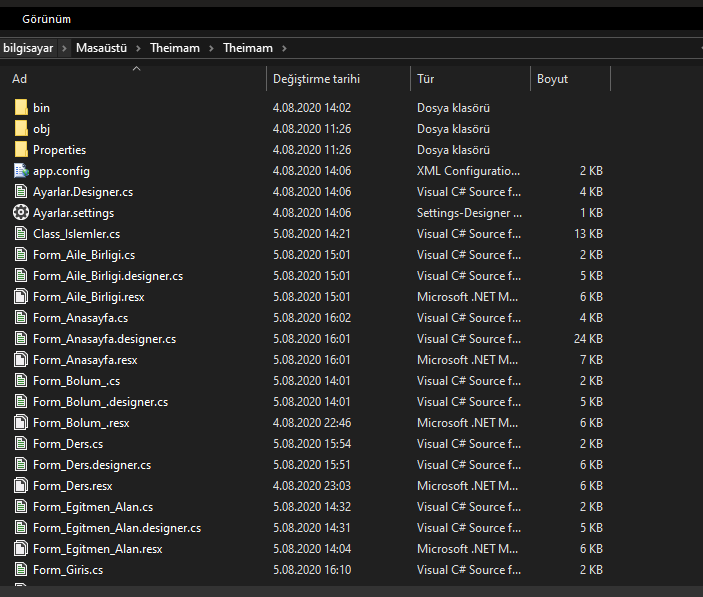 Görünüm
bilgisayar > Masaüstü > Theimam > Theimam >
Ad Değiştirme tarihi Tür Boyut
bin 4.08.2020 14:02 Dosya klasörü
obj 4.08.2020 11:26 Dosya klasörü
Properties 4.08.2020 11:26 Dosya klasörü
app.config 4.08.2020 14:06 XML Configuratio... 2 KB
Ayarlar.Designer.cs 4.08.2020 14:06 Visual C# Source f... 4 KB
Ayarlar.settings 4.08.2020 14:06 Settings-Designer ... 1 KB
Class_Islemler.cs 5.08.2020 14:21 Visual C# Source f... 13 KB
Form_Aile_Birligi.cs 5.08.2020 15:01 Visual C# Source f... 2 KB
Form_Aile_Birligi.designer.cs 5.08.2020 15:01 Visual C# Source f... 5 KB
Form_Aile_Birligi.resx 5.08.2020 15:01 Microsoft .NET M... 6 KB
Form_Anasayfa.cs 5.08.2020 16:02 Visual C# Source f... 4 KB
Form_Anasayfa.designer.cs 5.08.2020 16:01 Visual C# Source f... 24 KB
Form_Anasayfa.resx 5.08.2020 16:01 Microsoft .NET M... 7 KB
Form_Bolum_.cs 5.08.2020 14:01 Visual C# Source f... 2 KB
Form_Bolum_.designer.cs 5.08.2020 14:01 Visual C# Source f... 5 KB
Form_Bolum_.resx 4.08.2020 22:46 Microsoft .NET M... 6 KB
Form_Ders.cs 5.08.2020 15:54 Visual C# Source f... 2 KB
Form_Ders.designer.cs 5.08.2020 15:51 Visual C# Source f... 6 KB
Form_Ders.resx 4.08.2020 23:03 Microsoft .NET M... 6 KB
Form_Egitmen_Alan.cs 5.08.2020 14:32 Visual C# Source f... 2 KB
Form_Egitmen_Alan.designer.cs 5.08.2020 14:31 Visual C# Source f... 5 KB
Form_Egitmen_Alan.resx 5.08.2020 14:04 Microsoft .NET M... 6 KB
Form_Giris.cs 5.08.2020 16:10 Visual C# Source f... 2 KB